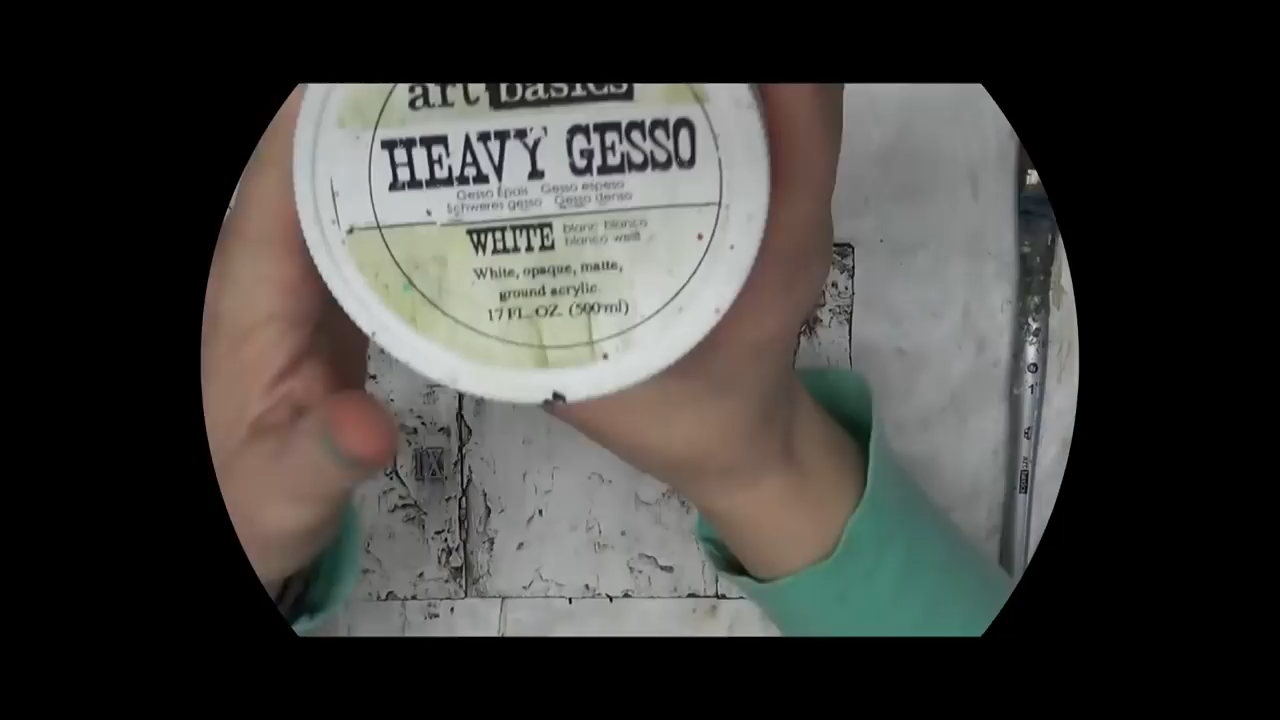 art basics
HEAVY GESSO
Gesso Épais Gesso espeso
Schweres gesso Gesso denso
WHITE blanc blanco
blanco weiß
White, opaque, matte,
ground acrylic.
17 FL. OZ. (500 ml)